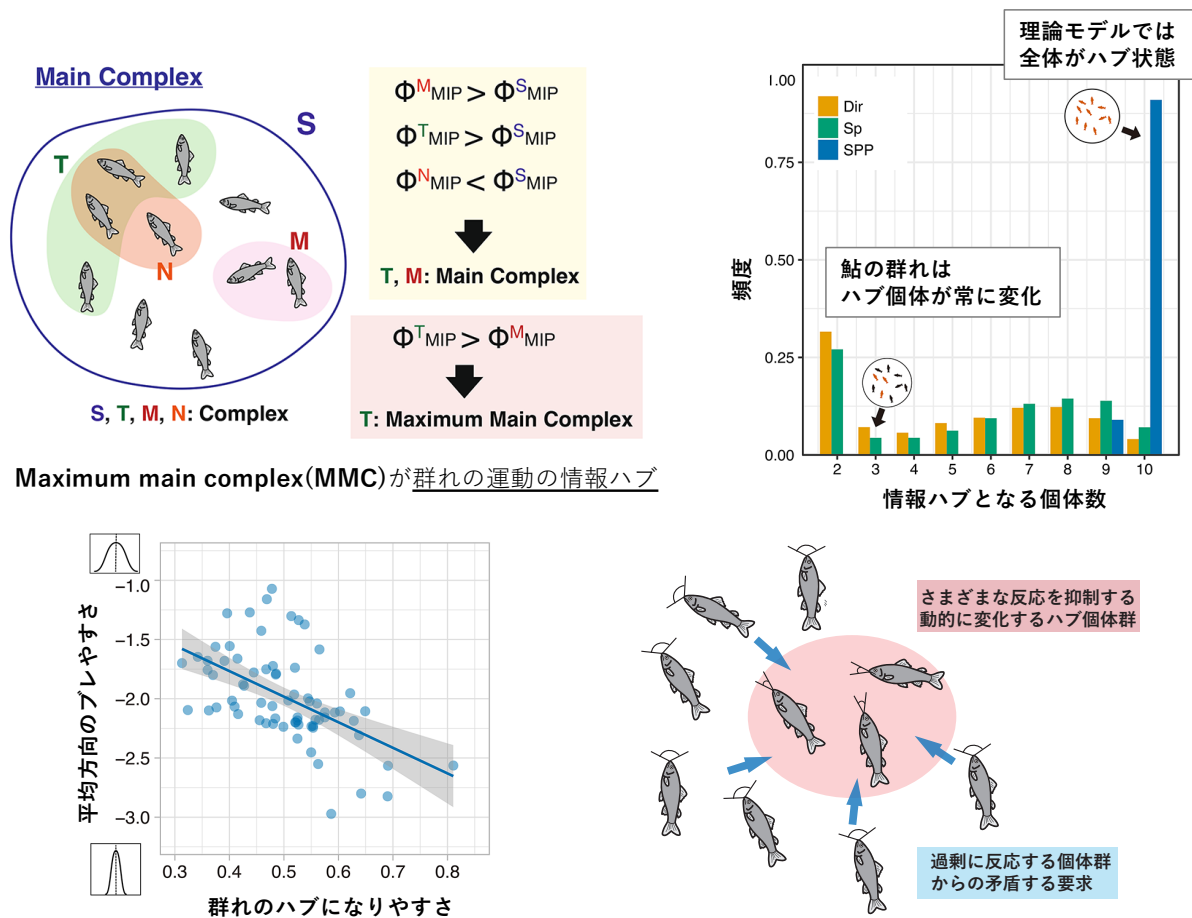 Main Complex
S
T
N
M
S, T, M, N: Complex
ΦᴹMIP > ΦˢMIP
ΦᵀMIP > ΦˢMIP
ΦᴺMIP < ΦˢMIP
T, M: Main Complex
ΦᵀMIP > ΦᴹMIP
T: Maximum Main Complex
Maximum main complex(MMC)が群れの運動の情報ハブ
理論モデルでは
全体がハブ状態
Dir
Sp
SPP
鮎の群れは
ハブ個体が常に変化
頻度
1.00
0.75
0.50
0.25
0.00
2 3 4 5 6 7 8 9 10
情報ハブとなる個体数
平均方向のブレやすさ
−1.0
−1.5
−2.0
−2.5
−3.0
0.3 0.4 0.5 0.6 0.7 0.8
群れのハブになりやすさ
さまざまな反応を抑制する
動的に変化するハブ個体群
過剰に反応する個体群
からの矛盾する要求